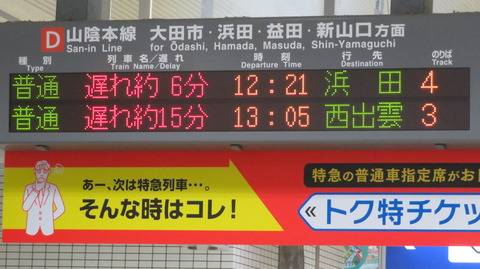 D 山陰本線 大田市・浜田・益田・新山口方面
San-in Line for Ōdashi, Hamada, Masuda, Shin-Yamaguchi
種別 列車名/遅れ 時刻 行先 のりば
Type Train Name/Delay Departure Time Destination Track
普通 遅れ約 6分 12:21 浜田 4
普通 遅れ約15分 13:05 西出雲 3
あー、次は特急列車・・・。
そんな時はコレ!
特急の普通車指定席がお
≪トク特チケッ